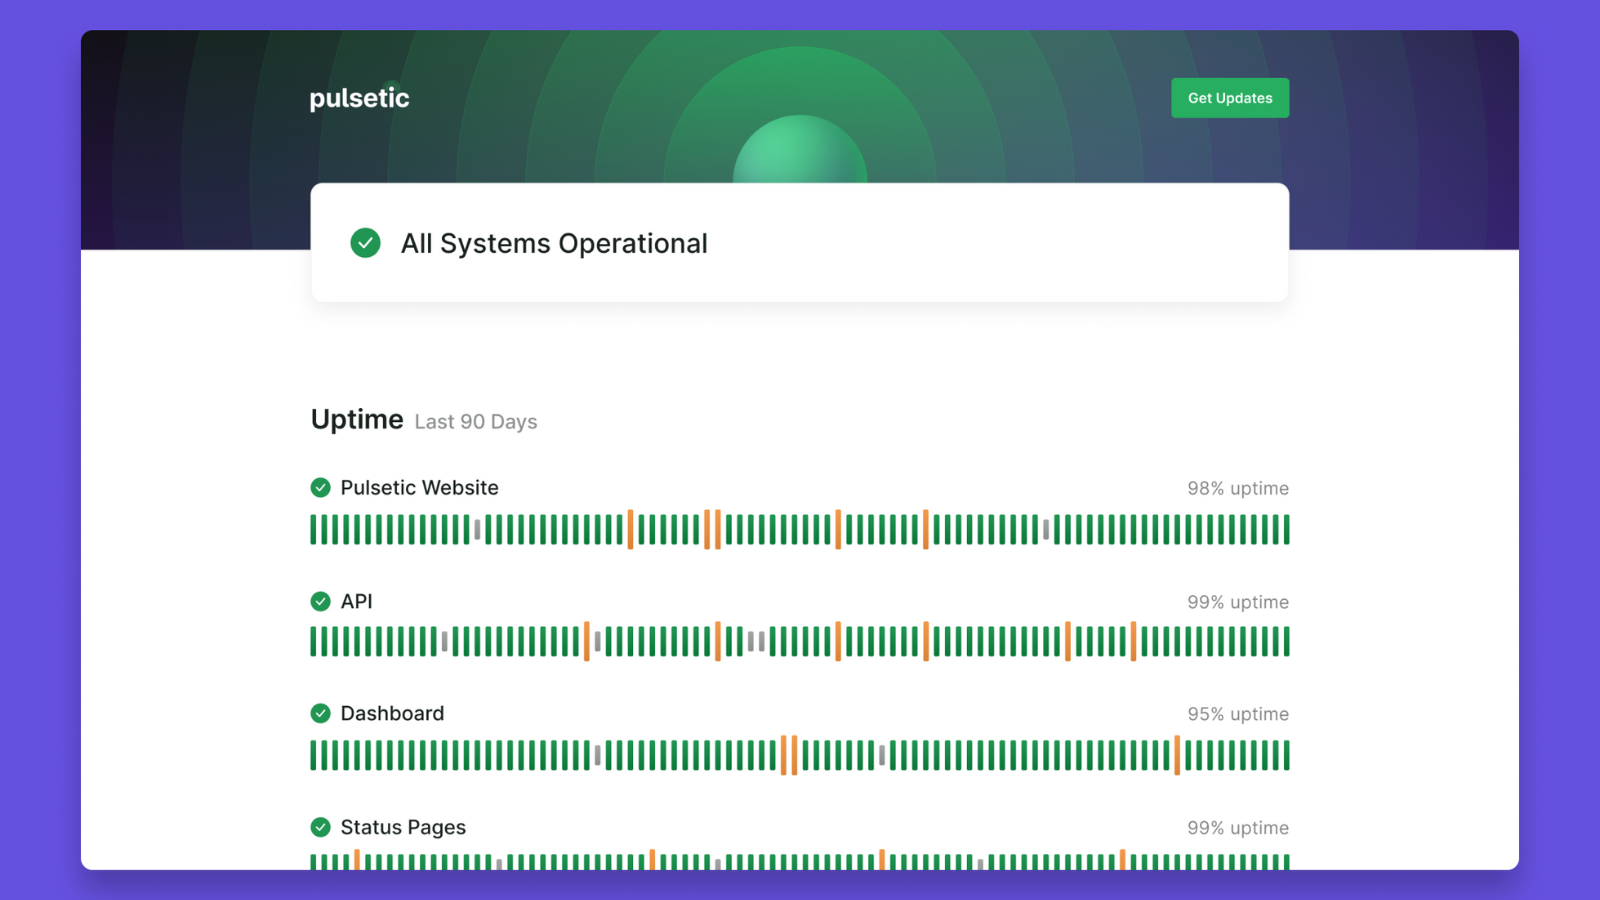 pulsetic
Get Updates
All Systems Operational
Uptime Last 90 Days
Pulsetic Website 98% uptime
API 99% uptime
Dashboard 95% uptime
Status Pages 99% uptime